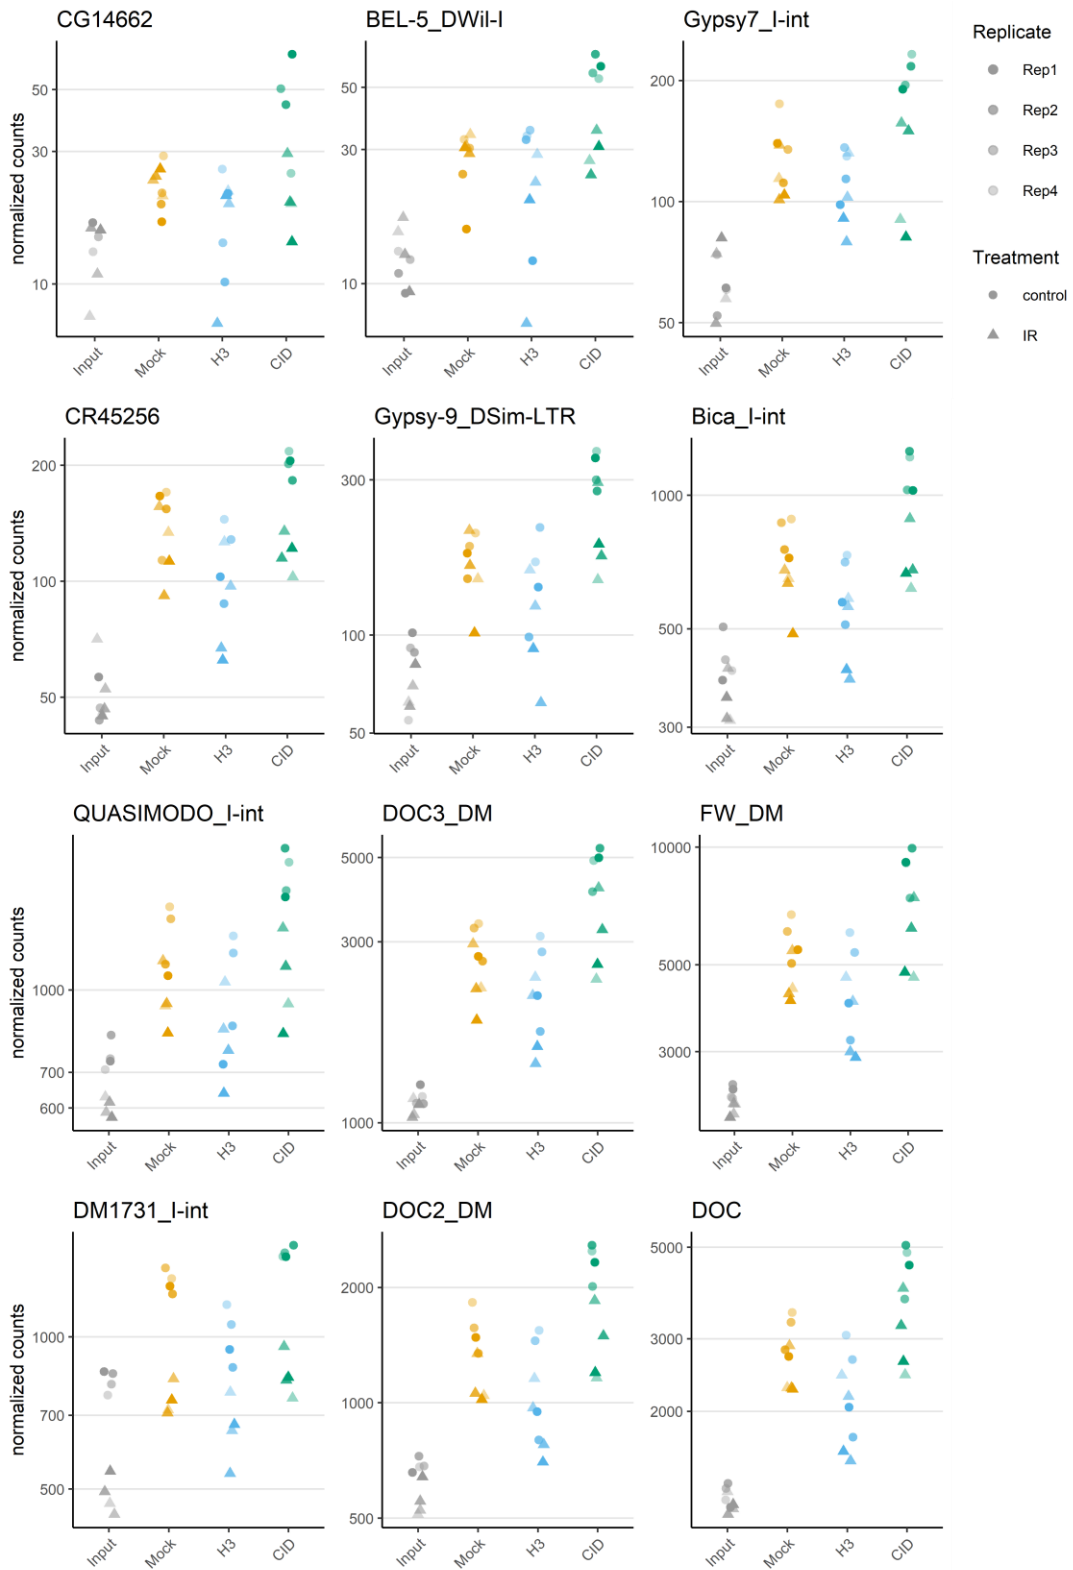 CG14662
BEL-5_DWil-I
Gypsy7_I-int
normalized counts
50
30
10
Input
Mock
H3
CID
50
30
10
Input
Mock
H3
CID
200
100
50
Input
Mock
H3
CID
Replicate
Rep1
Rep2
Rep3
Rep4
Treatment
control
IR
CR45256
Gypsy-9_DSim-LTR
Bica_I-int
normalized counts
200
100
50
Input
Mock
H3
CID
300
100
50
Input
Mock
H3
CID
1000
500
300
Input
Mock
H3
CID
QUASIMODO_I-int
DOC3_DM
FW_DM
normalized counts
1000
700
600
Input
Mock
H3
CID
5000
3000
1000
Input
Mock
H3
CID
10000
5000
3000
Input
Mock
H3
CID
DM1731_I-int
DOC2_DM
DOC
normalized counts
1000
700
500
Input
Mock
H3
CID
2000
1000
500
Input
Mock
H3
CID
5000
3000
2000
Input
Mock
H3
CID